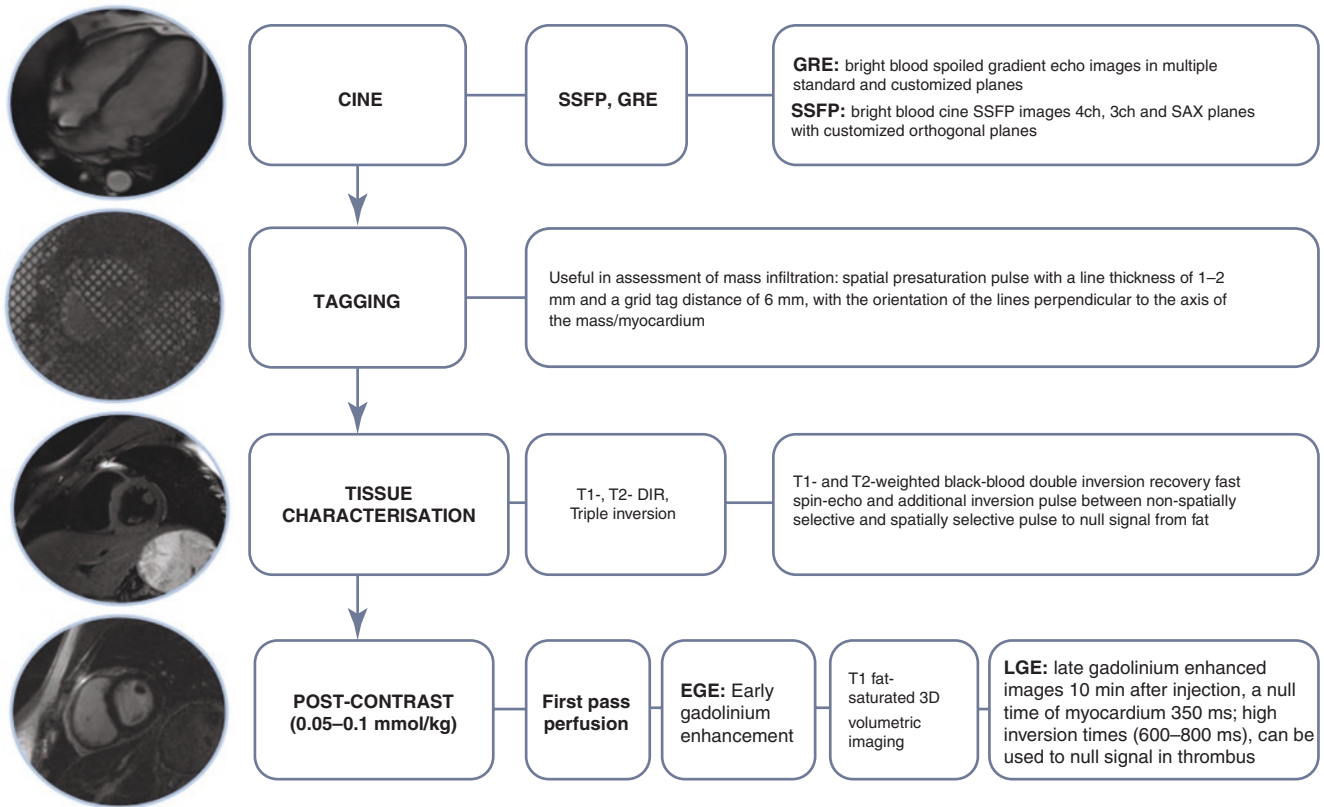 CINE
SSFP, GRE
GRE: bright blood spoiled gradient echo images in multiple
standard and customized planes
SSFP: bright blood cine SSFP images 4ch, 3ch and SAX planes
with customized orthogonal planes
TAGGING
Useful in assessment of mass infiltration: spatial presaturation pulse with a line thickness of 1–2
mm and a grid tag distance of 6 mm, with the orientation of the lines perpendicular to the axis of
the mass/myocardium
TISSUE
CHARACTERISATION
T1-, T2- DIR,
Triple inversion
T1- and T2-weighted black-blood double inversion recovery fast
spin-echo and additional inversion pulse between non-spatially
selective and spatially selective pulse to null signal from fat
POST-CONTRAST
(0.05–0.1 mmol/kg)
First pass
perfusion
EGE: Early
gadolinium
enhancement
T1 fat-
saturated 3D
volumetric
imaging
LGE: late gadolinium enhanced
images 10 min after injection, a null
time of myocardium 350 ms; high
inversion times (600–800 ms), can be
used to null signal in thrombus